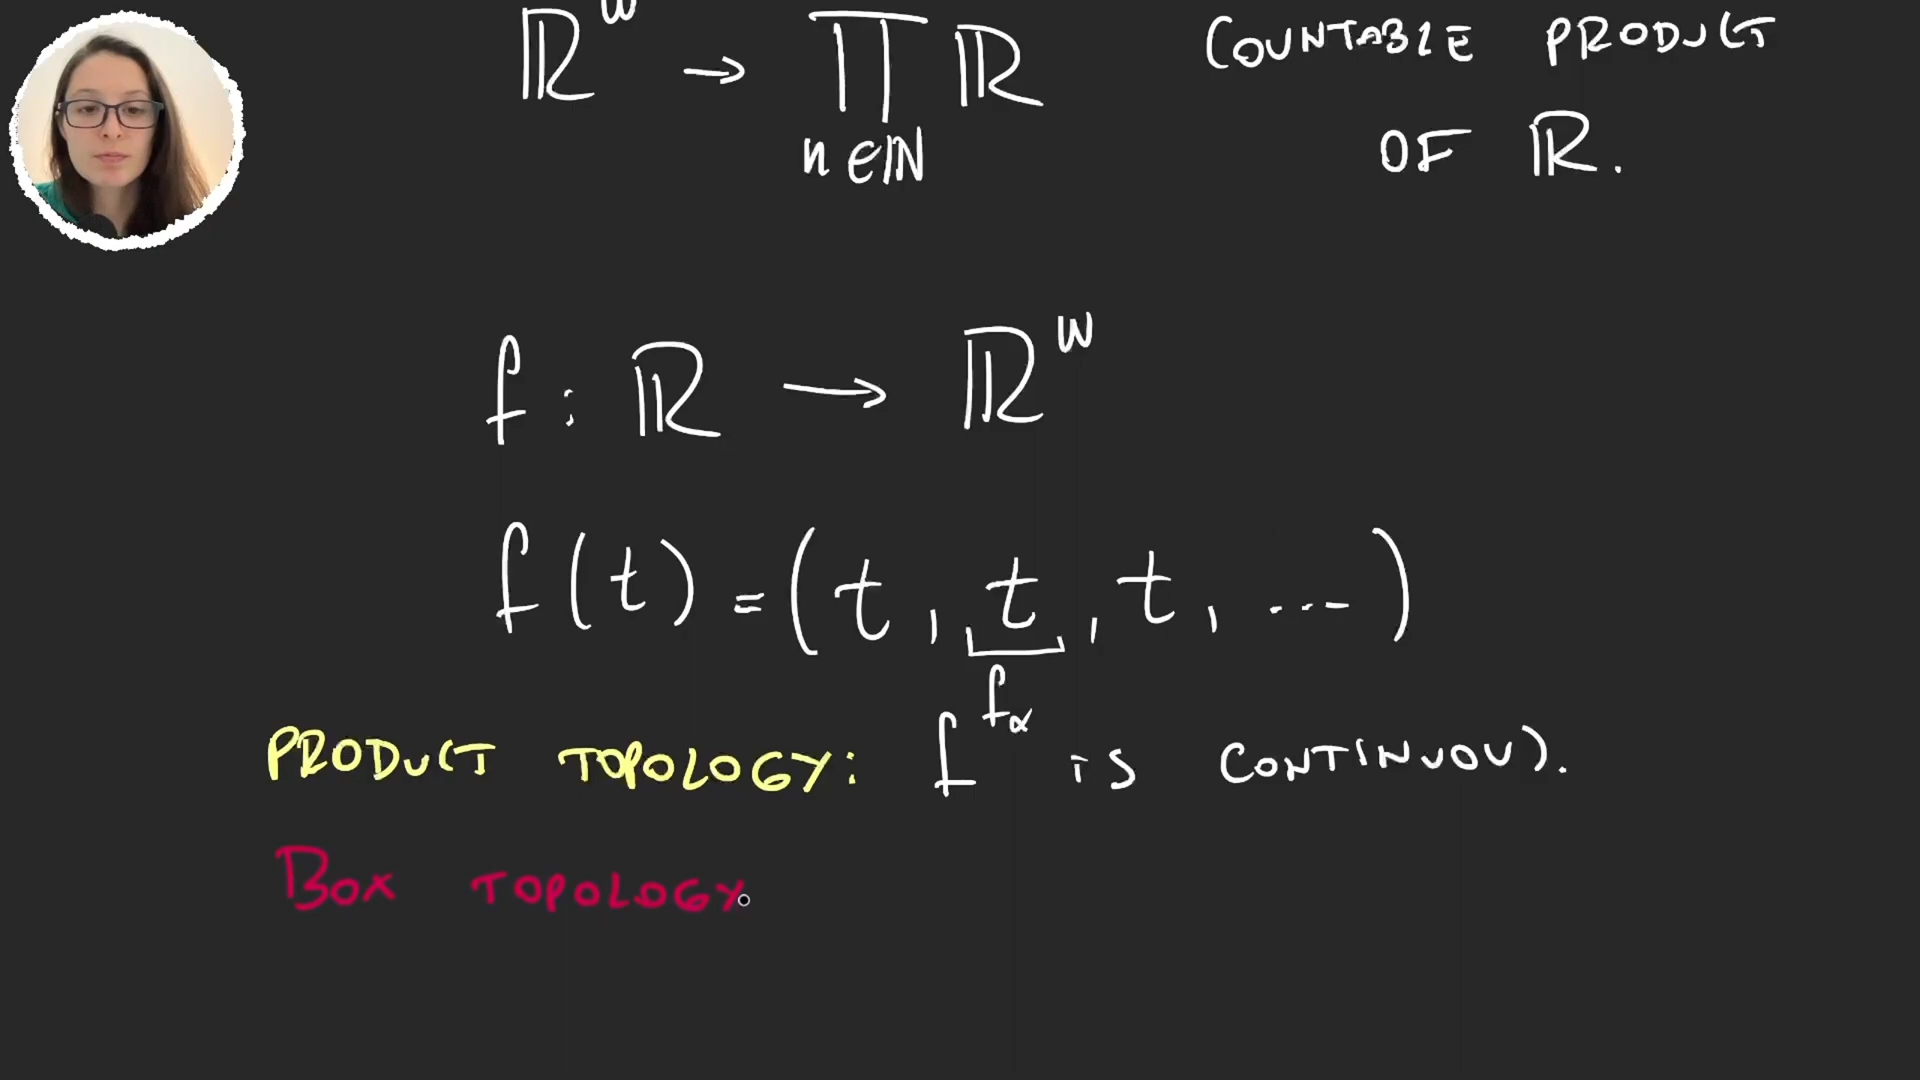 ℝ^ω → ∏ ℝ COUNTABLE PRODUCT
n∈ℕ OF ℝ.
f : ℝ → ℝ^ω
f(t) = (t, t, t, ...)
f_α
PRODUCT TOPOLOGY: f is CONTINUOUS.
BOX TOPOLOGY